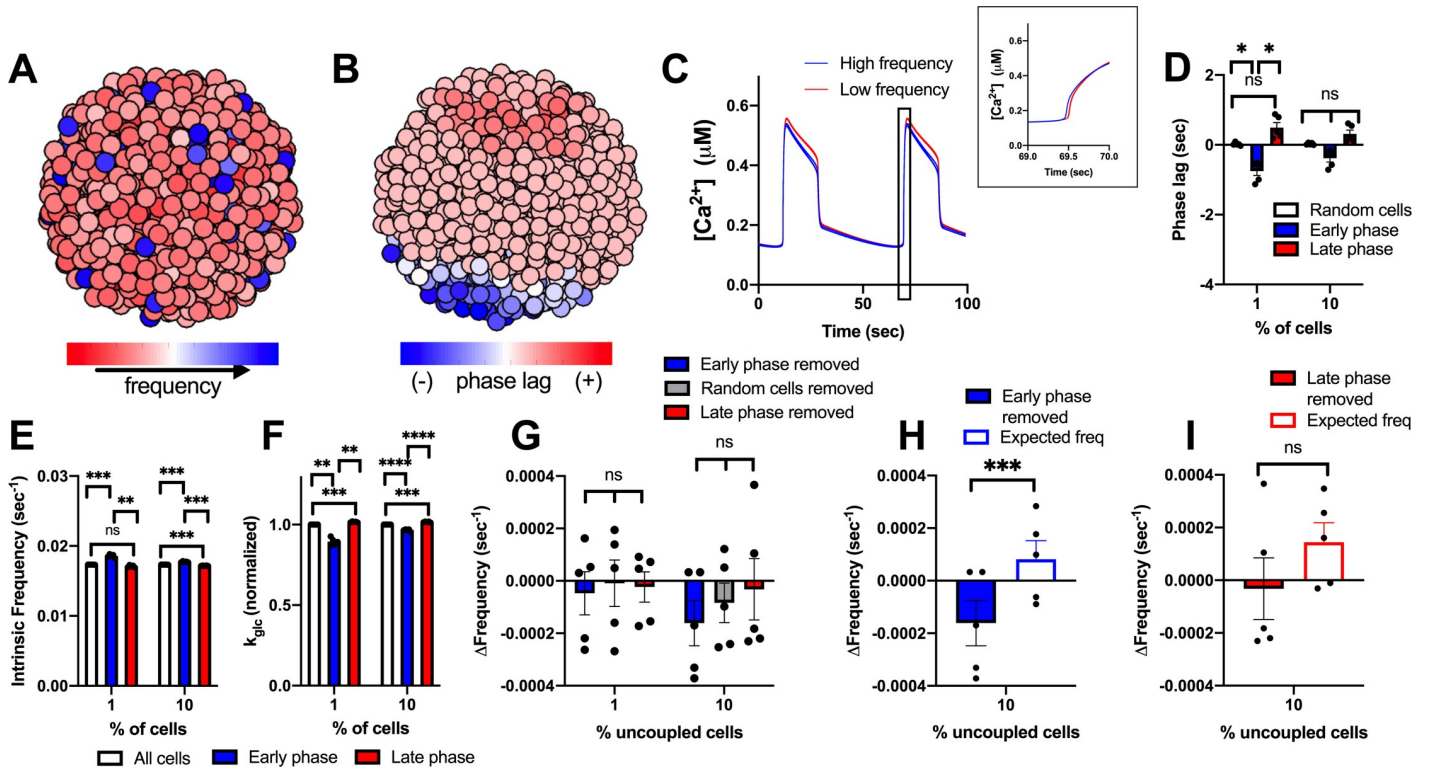 A
frequency
B
(-) phase lag (+)
C
High frequency
Low frequency
[Ca2+] (μM)
0.6
0.4
0.2
0.0
0 50 100
Time (sec)
[Ca2+] (μM)
0.6
0.4
0.2
0.0
69.0 69.5 70.0
Time (sec)
D
* *
ns
ns
Phase lag (sec)
2
0
-2
-4
Random cells
Early phase
Late phase
1 10
% of cells
E
*** ***
** ***
ns ***
Intrinsic Frequency (sec-1)
0.03
0.02
0.01
0.00
1 10
% of cells
F
** ** **** ****
*** ***
kglc (normalized)
1.0
0.5
0.0
1 10
% of cells
All cells Early phase Late phase
Early phase removed
Random cells removed
Late phase removed
G
ns ns
ΔFrequency (sec-1)
0.0004
0.0002
0.0000
-0.0002
-0.0004
1 10
% uncoupled cells
Early phase
removed
Expected freq
H
***
ΔFrequency (sec-1)
0.0004
0.0002
0.0000
-0.0002
-0.0004
10
% uncoupled cells
Late phase
removed
Expected freq
I
ns
ΔFrequency (sec-1)
0.0004
0.0002
0.0000
-0.0002
-0.0004
10
% uncoupled cells